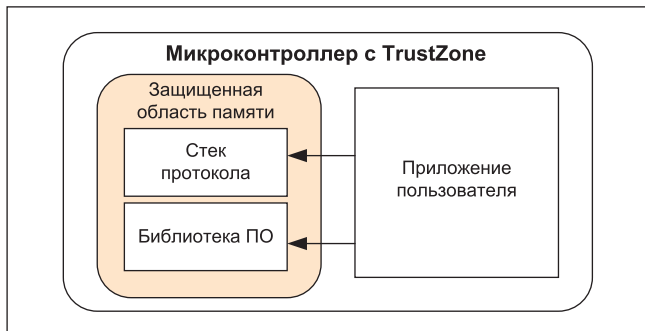 Микроконтроллер с TrustZone
Защищенная
область памяти
Стек
протокола
Библиотека ПО
Приложение
пользователя